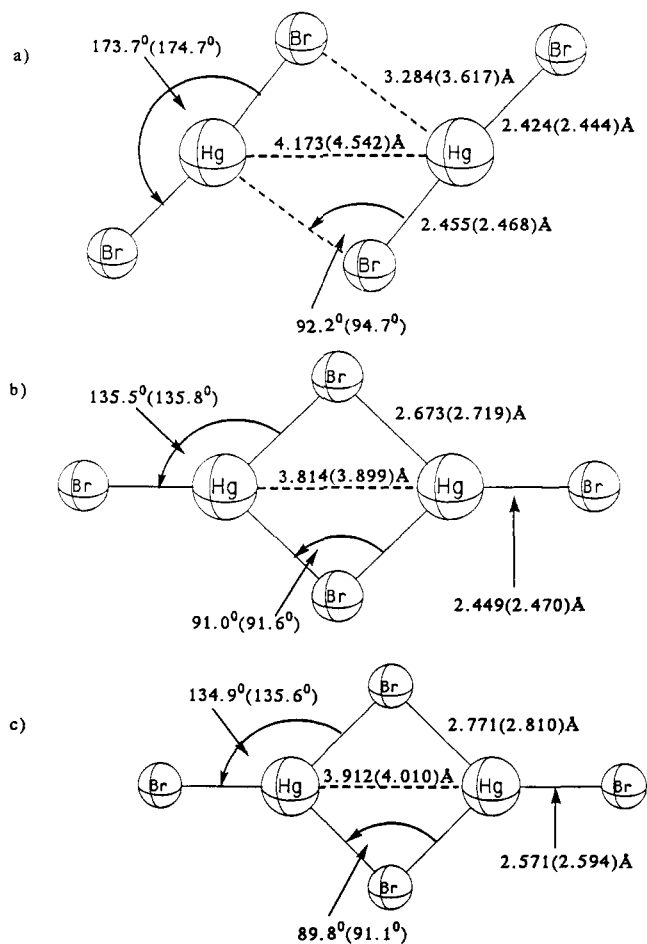 a)
173.7⁰(174.7⁰)
Br
Br
3.284(3.617)Å
2.424(2.444)Å
Hg
4.173(4.542)Å
Hg
2.455(2.468)Å
Br
Br
92.2⁰(94.7⁰)
b)
135.5⁰(135.8⁰)
Br
2.673(2.719)Å
Br
Hg
3.814(3.899)Å
Hg
Br
Br
91.0⁰(91.6⁰)
2.449(2.470)Å
c)
134.9⁰(135.6⁰)
Br
2.771(2.810)Å
Br
Hg
3.912(4.010)Å
Hg
Br
Br
2.571(2.594)Å
89.8⁰(91.1⁰)